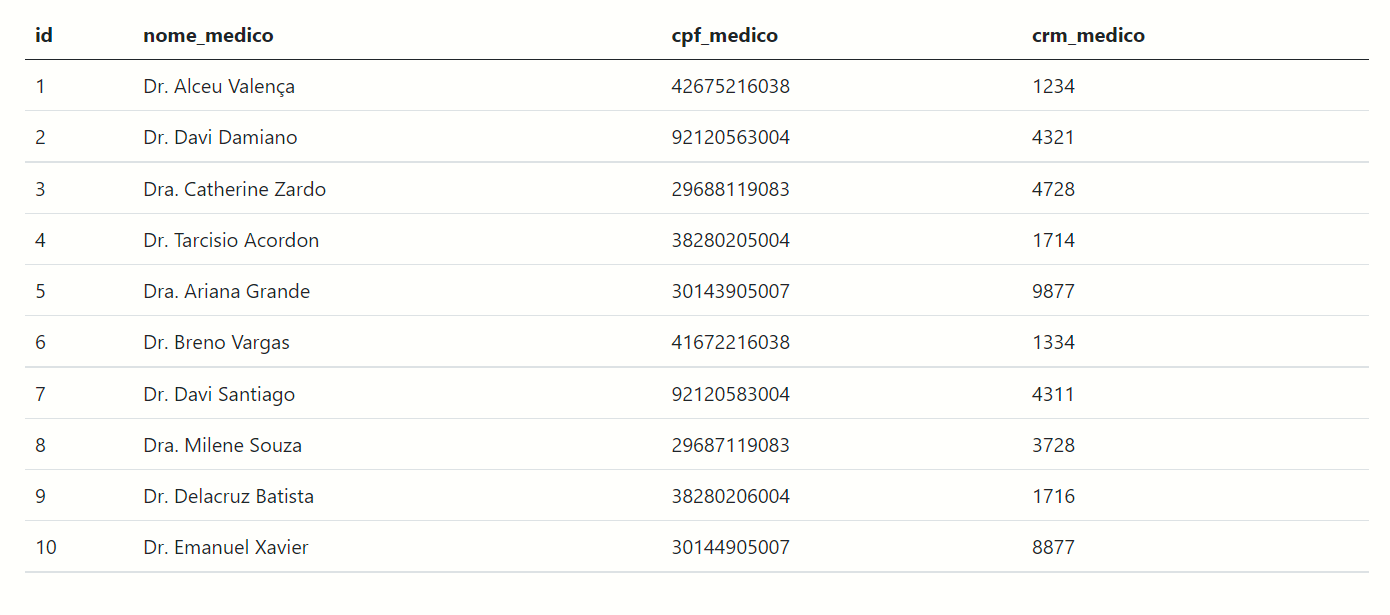 id nome_medico cpf_medico crm_medico
1 Dr. Alceu Valença 42675216038 1234
2 Dr. Davi Damiano 92120563004 4321
3 Dra. Catherine Zardo 29688119083 4728
4 Dr. Tarcisio Acordon 38280205004 1714
5 Dra. Ariana Grande 30143905007 9877
6 Dr. Breno Vargas 41672216038 1334
7 Dr. Davi Santiago 92120583004 4311
8 Dra. Milene Souza 29687119083 3728
9 Dr. Delacruz Batista 38280206004 1716
10 Dr. Emanuel Xavier 30144905007 8877